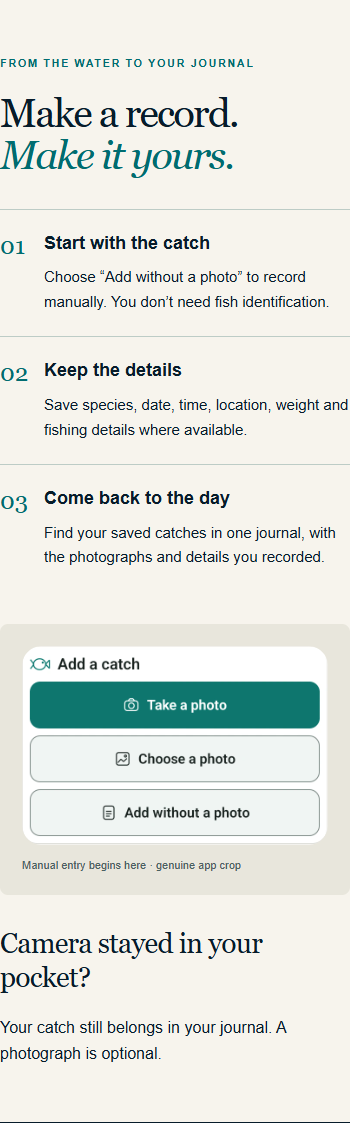 FROM THE WATER TO YOUR JOURNAL
Make a record.
Make it yours.
01 Start with the catch
Choose “Add without a photo” to record
manually. You don’t need fish identification.
02 Keep the details
Save species, date, time, location, weight and
fishing details where available.
03 Come back to the day
Find your saved catches in one journal, with
the photographs and details you recorded.
Add a catch
Take a photo
Choose a photo
Add without a photo
Manual entry begins here · genuine app crop
Camera stayed in your
pocket?
Your catch still belongs in your journal. A
photograph is optional.